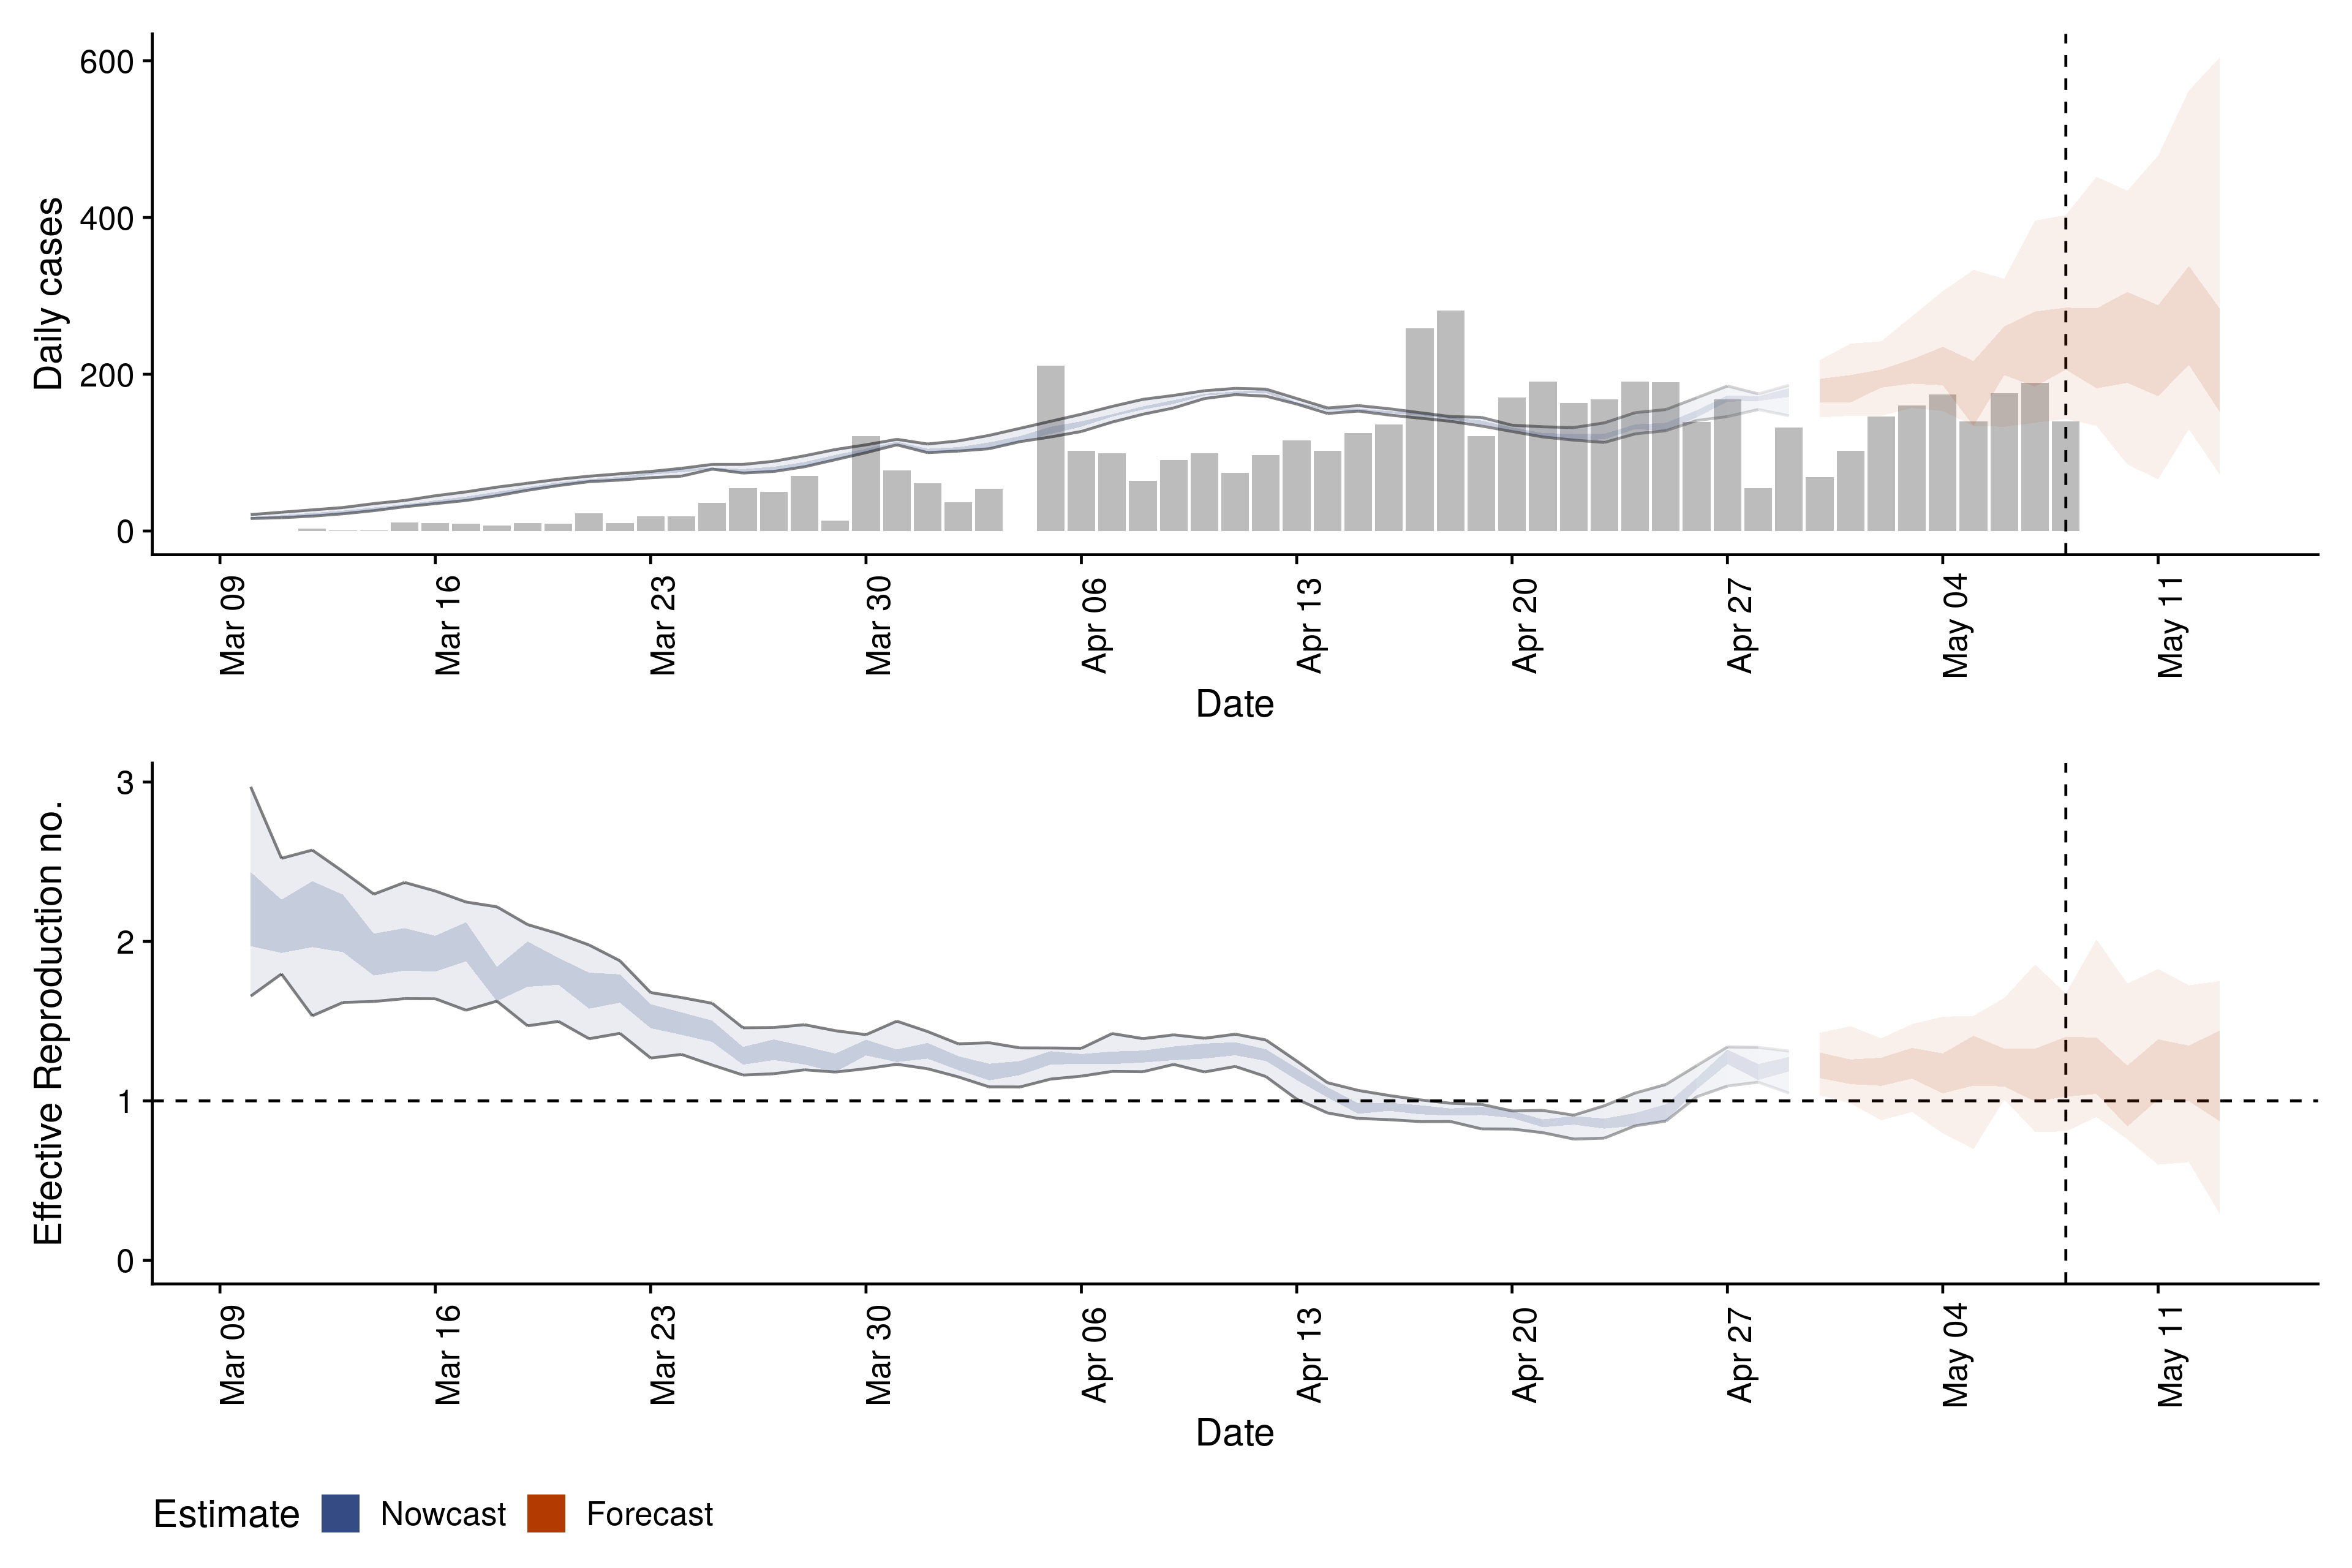 Daily cases
600
400
200
0
Mar 09
Mar 16
Mar 23
Mar 30
Apr 06
Apr 13
Apr 20
Apr 27
May 04
May 11
Date
Effective Reproduction no.
3
2
1
0
Mar 09
Mar 16
Mar 23
Mar 30
Apr 06
Apr 13
Apr 20
Apr 27
May 04
May 11
Date
Estimate Nowcast Forecast